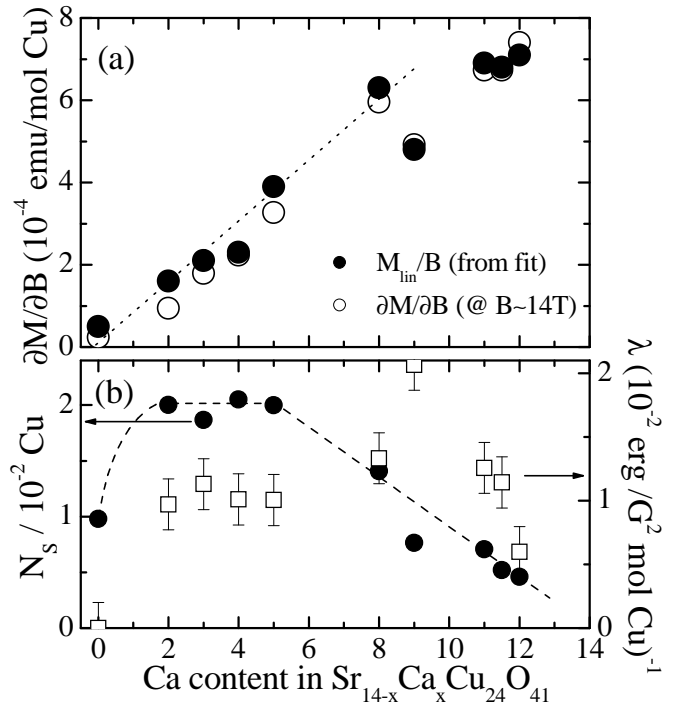 8
(a)
6
4
2
0
∂M/∂B (10⁻⁴ emu/mol Cu)
M_lin/B (from fit)
∂M/∂B (@ B~14T)
(b)
2
1
0
N_S / 10⁻² Cu
2
1
0
λ (10⁻² erg /G² mol Cu)⁻¹
0 2 4 6 8 10 12 14
Ca content in Sr₁₄₋ₓCaₓCu₂₄O₄₁